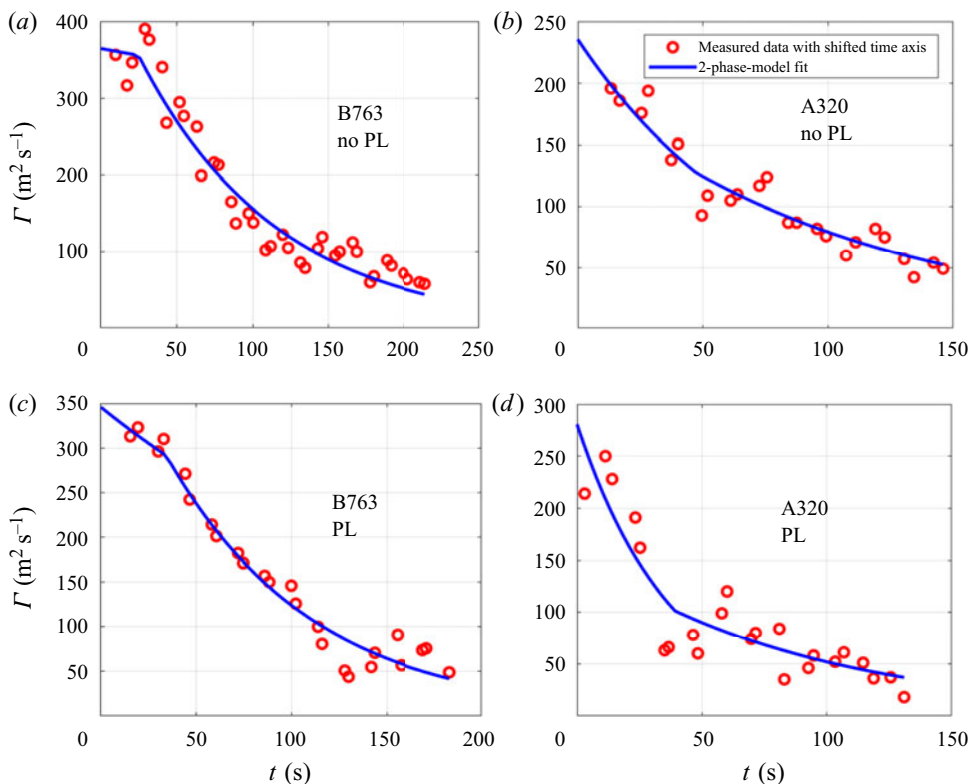 (a)
400
300
200
100
0
50
100
150
200
250
Γ (m² s⁻¹)
B763
no PL
(b)
250
200
150
100
50
0
50
100
150
Measured data with shifted time axis
2-phase-model fit
A320
no PL
(c)
350
300
250
200
150
100
50
0
50
100
150
200
Γ (m² s⁻¹)
t (s)
B763
PL
(d)
300
250
200
150
100
50
0
50
100
150
t (s)
A320
PL